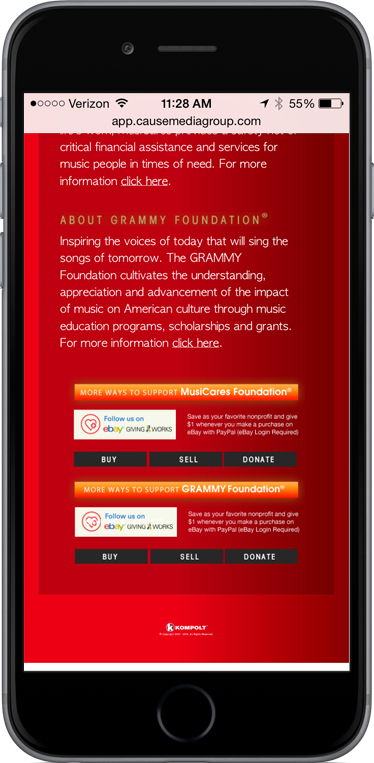 Verizon 11:28 AM 55%
app.causemediagroup.com
critical financial assistance and services for
music people in times of need. For more
information click here.
ABOUT GRAMMY FOUNDATION®
Inspiring the voices of today that will sing the
songs of tomorrow. The GRAMMY
Foundation cultivates the understanding,
appreciation and advancement of the impact
of music on American culture through music
education programs, scholarships and grants.
For more information click here.
MORE WAYS TO SUPPORT MusiCares Foundation®
Follow us on
ebay GIVING WORKS
Save as your favorite nonprofit and give
$1 whenever you make a purchase on
eBay with PayPal (eBay Login Required)
BUY SELL DONATE
MORE WAYS TO SUPPORT GRAMMY Foundation®
Follow us on
ebay GIVING WORKS
Save as your favorite nonprofit and give
$1 whenever you make a purchase on
eBay with PayPal (eBay Login Required)
BUY SELL DONATE
k KOMPOLT